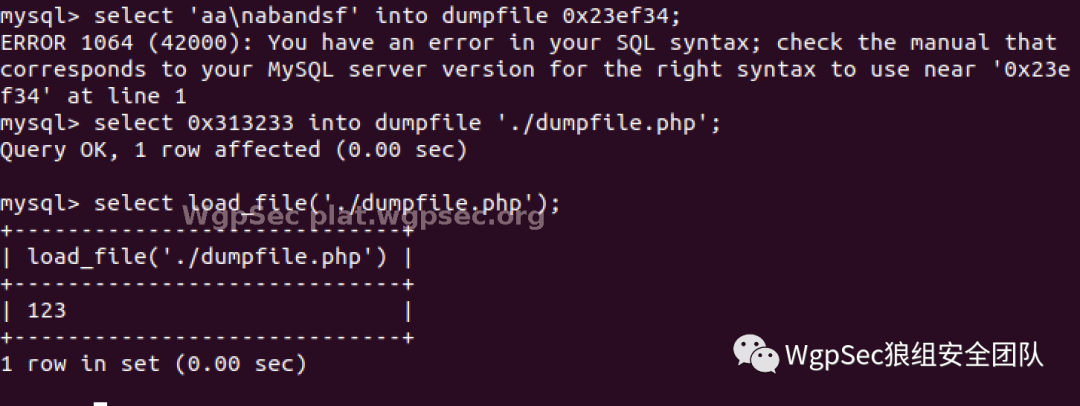 mysql> select 'aa\nabandsf' into dumpfile 0x23ef34;
ERROR 1064 (42000): You have an error in your SQL syntax; check the manual that
corresponds to your MySQL server version for the right syntax to use near '0x23e
f34' at line 1
mysql> select 0x313233 into dumpfile './dumpfile.php';
Query OK, 1 row affected (0.00 sec)
mysql> select load_file('./dumpfile.php');
WgpSec plat.wgpsec.org
+------------------------------+
| load_file('./dumpfile.php') |
+------------------------------+
| 123 |
+------------------------------+
1 row in set (0.00 sec)
WgpSec狼组安全团队